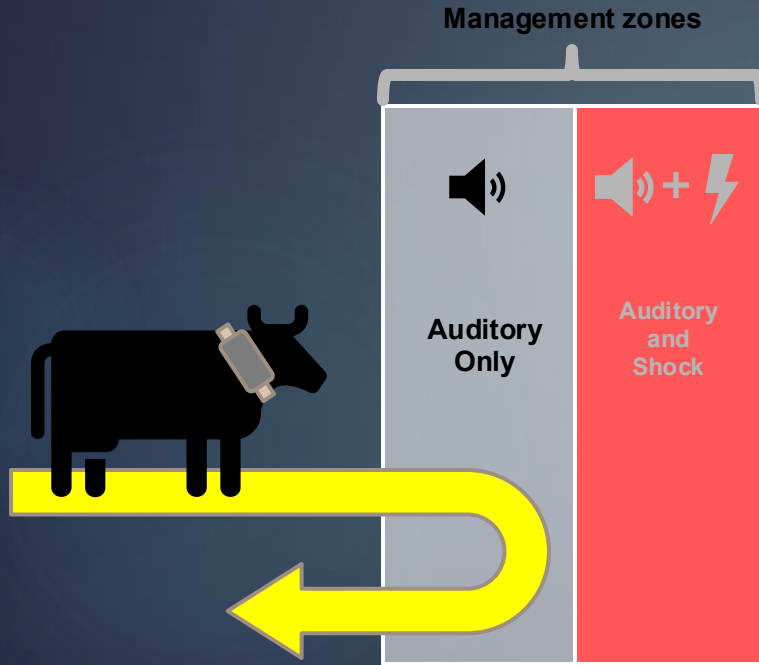 Management zones
Auditory
Only
Auditory
and
Shock